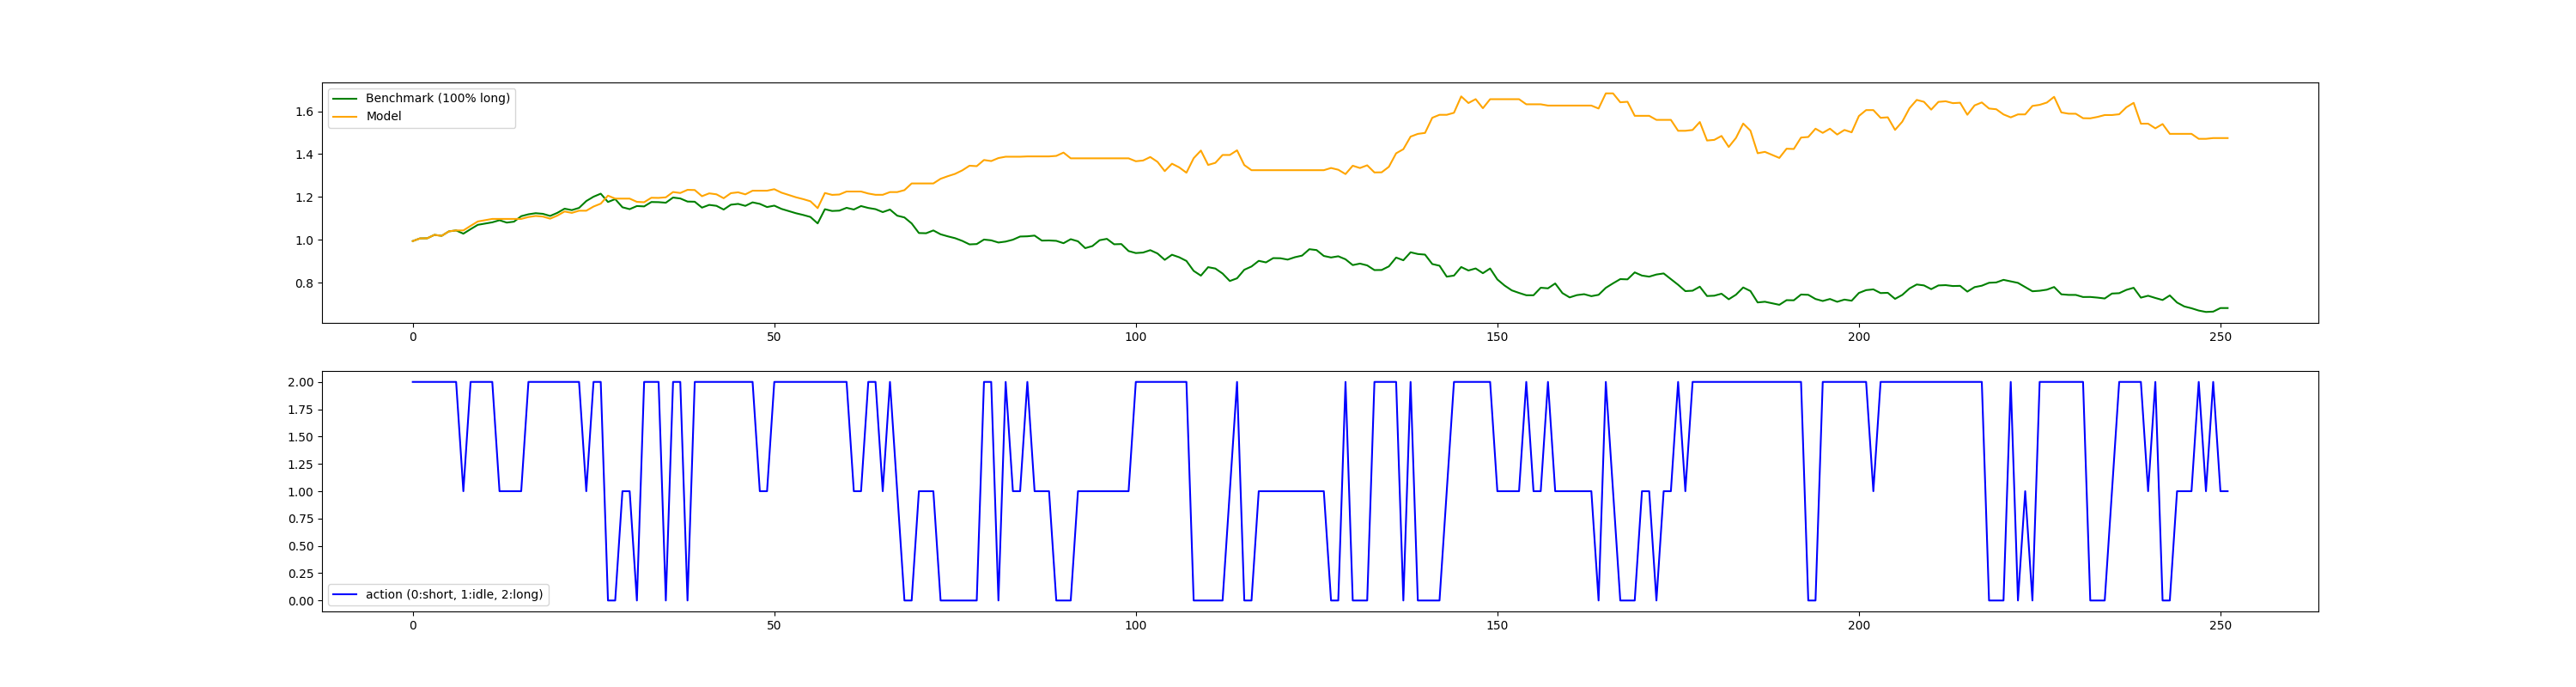 Benchmark (100% long)
Model
1.6
1.4
1.2
1.0
0.8
0 50 100 150 200 250
2.00
1.75
1.50
1.25
1.00
0.75
0.50
0.25
0.00
action (0:short, 1:idle, 2:long)
0 50 100 150 200 250